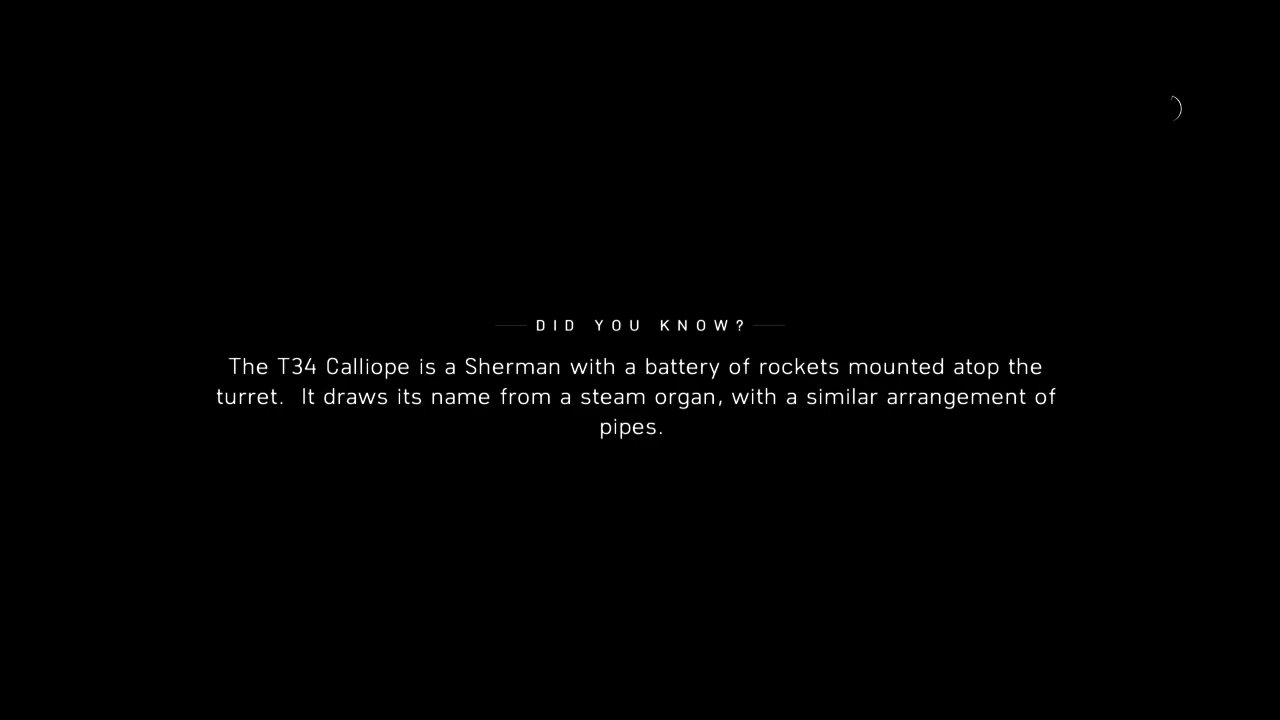 DID YOU KNOW?
The T34 Calliope is a Sherman with a battery of rockets mounted atop the
turret.  It draws its name from a steam organ, with a similar arrangement of
pipes.